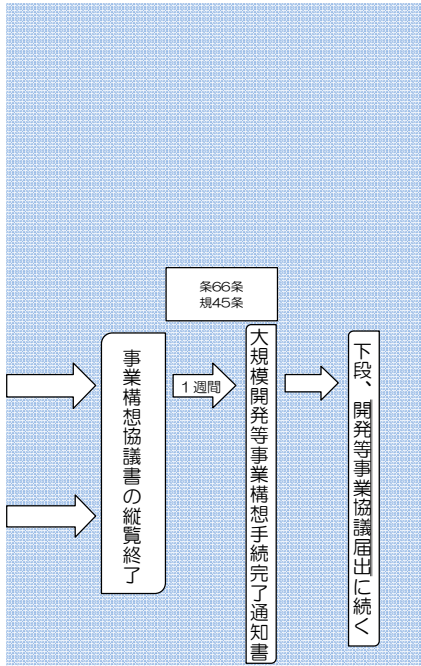 事業構想協議書の縦覧終了
1週間
条66条
規45条
大規模開発等事業構想手続完了通知書
下段、開発等事業協議届出に続く